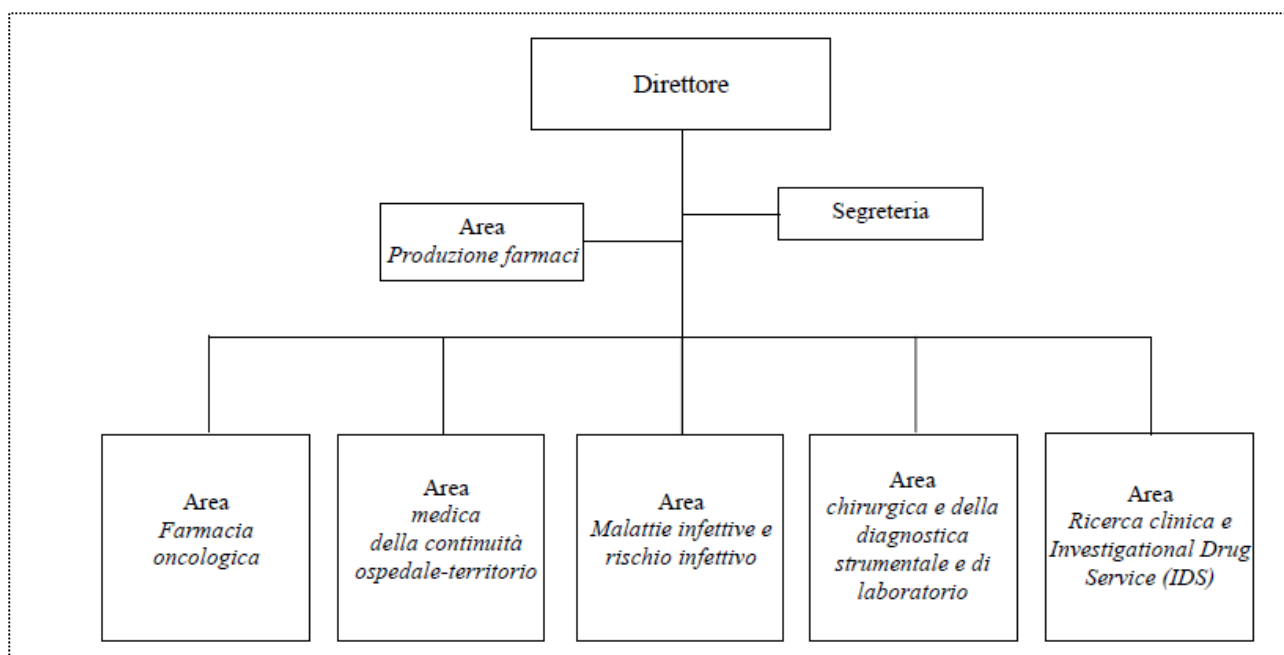 Direttore
Segreteria
Area
Produzione farmaci
Area
Farmacia
oncologica
Area
medica
della continuità
ospedale-territorio
Area
Malattie infettive e
rischio infettivo
Area
chirurgica e della
diagnostica
strumentale e di
laboratorio
Area
Ricerca clinica e
Investigational Drug
Service (IDS)